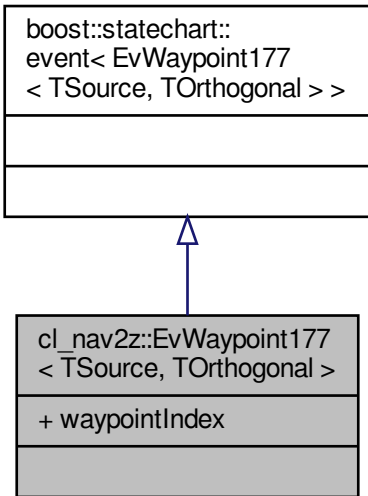 boost::statechart::
event< EvWaypoint177
< TSource, TOrthogonal > >
cl_nav2z::EvWaypoint177
< TSource, TOrthogonal >
+ waypointIndex